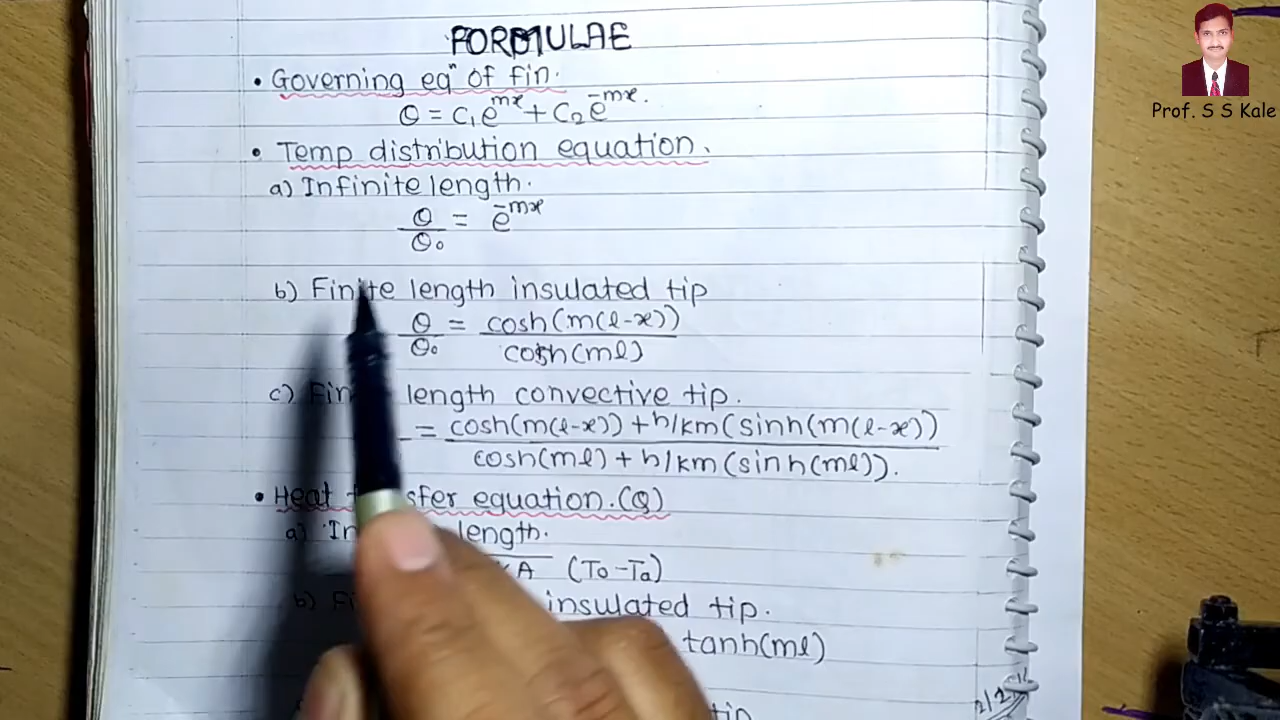 FORMULAE
• Governing eqⁿ of fin.
θ = C₁e^mx + C₂e^-mx.
• Temp distribution equation.
a) Infinite length.
θ/θ₀ = e^-mx
b) Finite length insulated tip
θ/θ₀ = cosh(m(l-x))/cosh(ml)
c) length convective tip.
= cosh(m(l-x)) + h/km(sinh(m(l-x))/cosh(ml) + h/km(sinh(ml)).
• Heat equation.(Q)
a) length.
A (T₀-Ta)
b) insulated tip.
tanh(ml)
tip
Prof. S S Kale